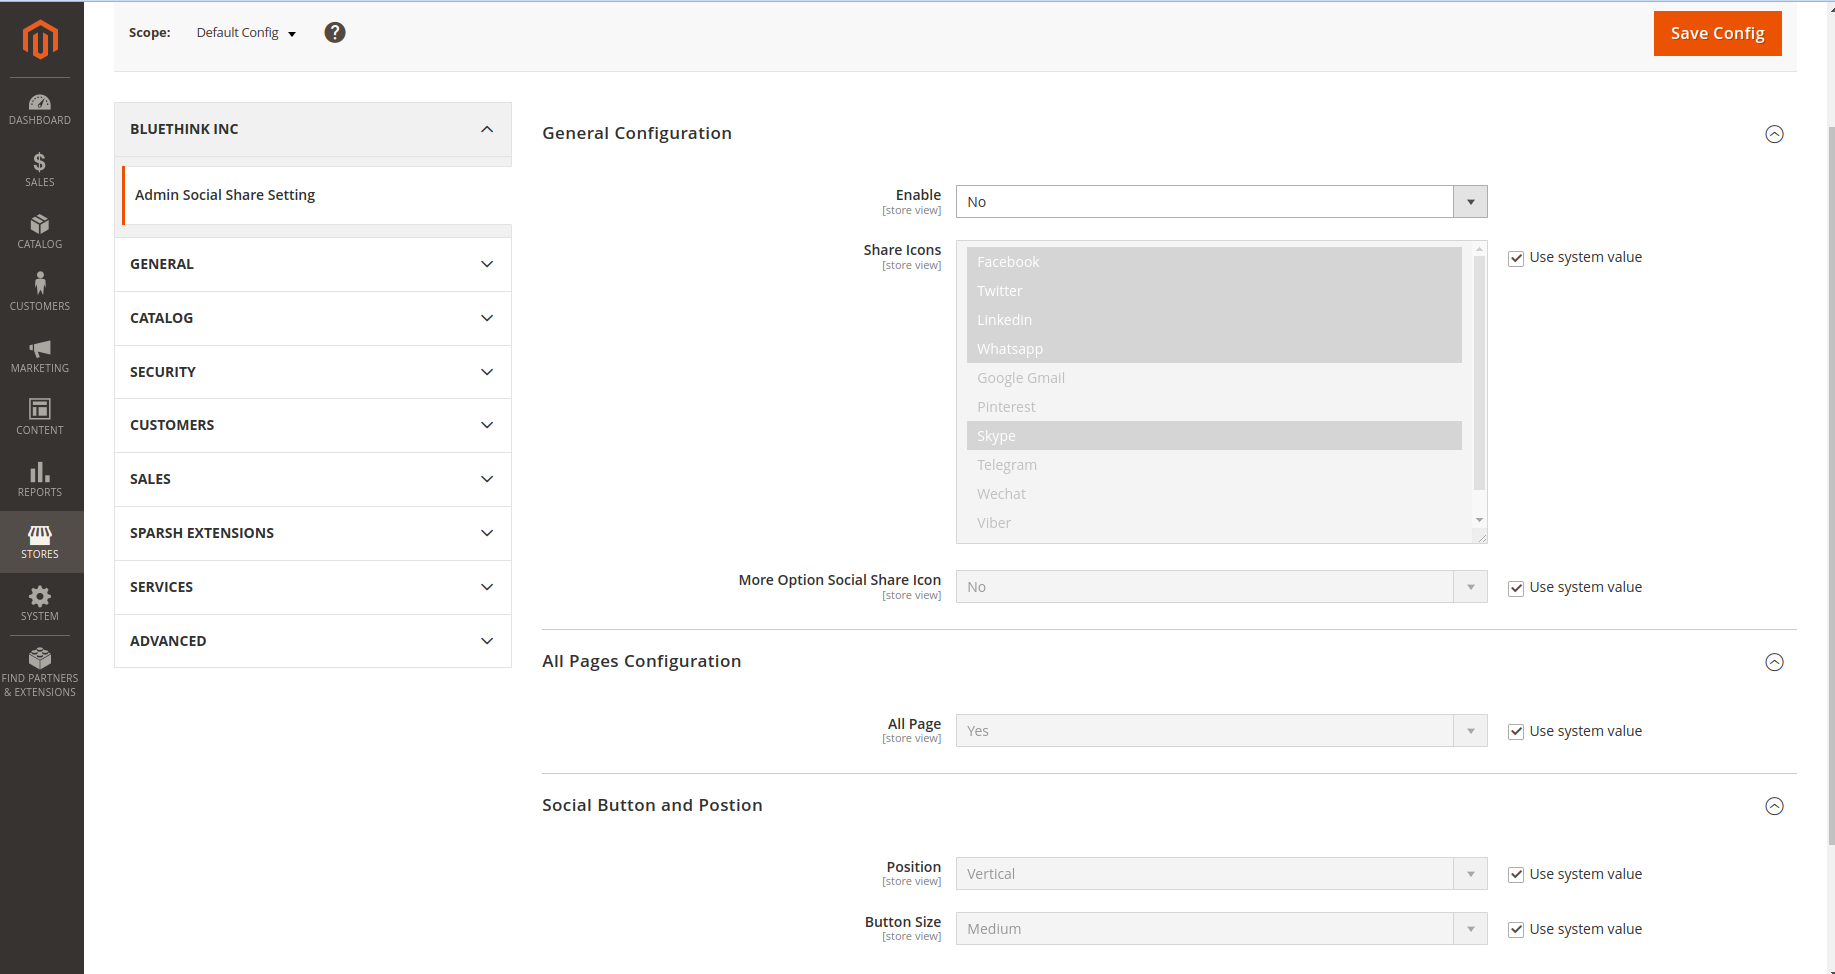 Scope: Default Config ?
Save Config
DASHBOARD
SALES
CATALOG
CUSTOMERS
MARKETING
CONTENT
REPORTS
STORES
SYSTEM
FIND PARTNERS
& EXTENSIONS
BLUETHINK INC
Admin Social Share Setting
GENERAL
CATALOG
SECURITY
CUSTOMERS
SALES
SPARSH EXTENSIONS
SERVICES
ADVANCED
General Configuration
Enable
[store view]
No
Share Icons
[store view]
Facebook
Twitter
Linkedin
Whatsapp
Google Gmail
Pinterest
Skype
Telegram
Wechat
Viber
Use system value
More Option Social Share Icon
[store view]
No
Use system value
All Pages Configuration
All Page
[store view]
Yes
Use system value
Social Button and Postion
Position
[store view]
Vertical
Use system value
Button Size
[store view]
Medium
Use system value